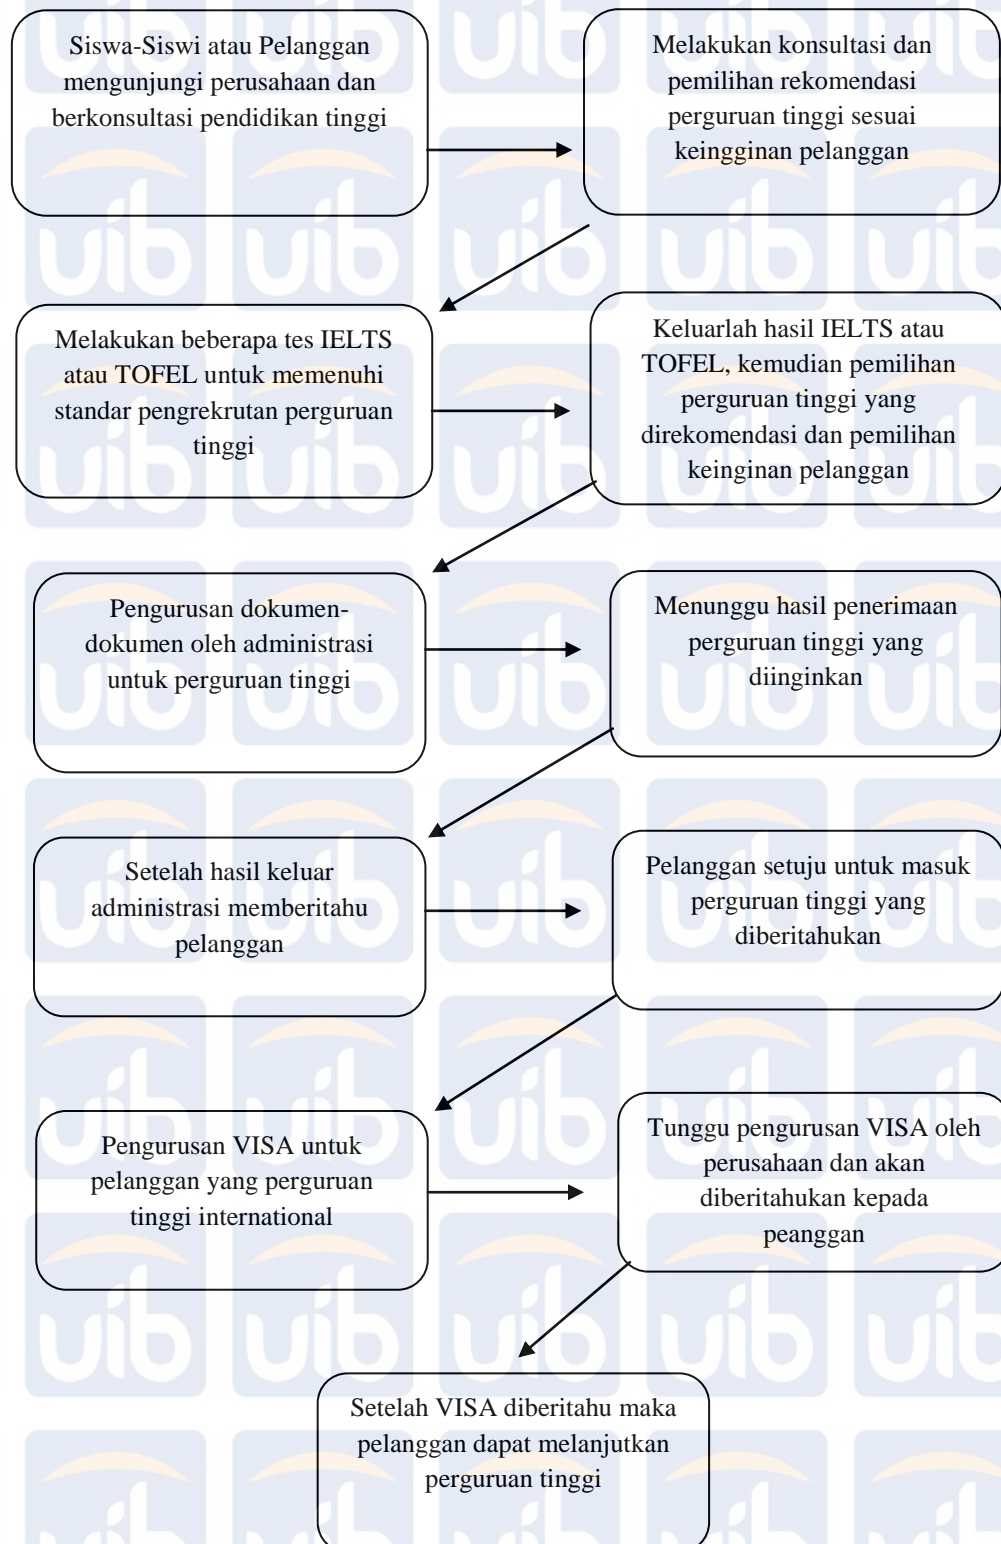 Siswa-Siswi atau Pelanggan
mengunjungi perusahaan dan
berkonsultasi pendidikan tinggi
Melakukan konsultasi dan
pemilihan rekomendasi
perguruan tinggi sesuai
keingginan pelanggan
Melakukan beberapa tes IELTS
atau TOFEL untuk memenuhi
standar pengrekrutan perguruan
tinggi
Keluarlah hasil IELTS atau
TOFEL, kemudian pemilihan
perguruan tinggi yang
direkomendasi dan pemilihan
keinginan pelanggan
Pengurusan dokumen-
dokumen oleh administrasi
untuk perguruan tinggi
Menunggu hasil penerimaan
perguruan tinggi yang
diinginkan
Setelah hasil keluar
administrasi memberitahu
pelanggan
Pelanggan setuju untuk masuk
perguruan tinggi yang
diberitahukan
Pengurusan VISA untuk
pelanggan yang perguruan
tinggi international
Tunggu pengurusan VISA oleh
perusahaan dan akan
diberitahukan kepada
peanggan
Setelah VISA diberitahu maka
pelanggan dapat melanjutkan
perguruan tinggi